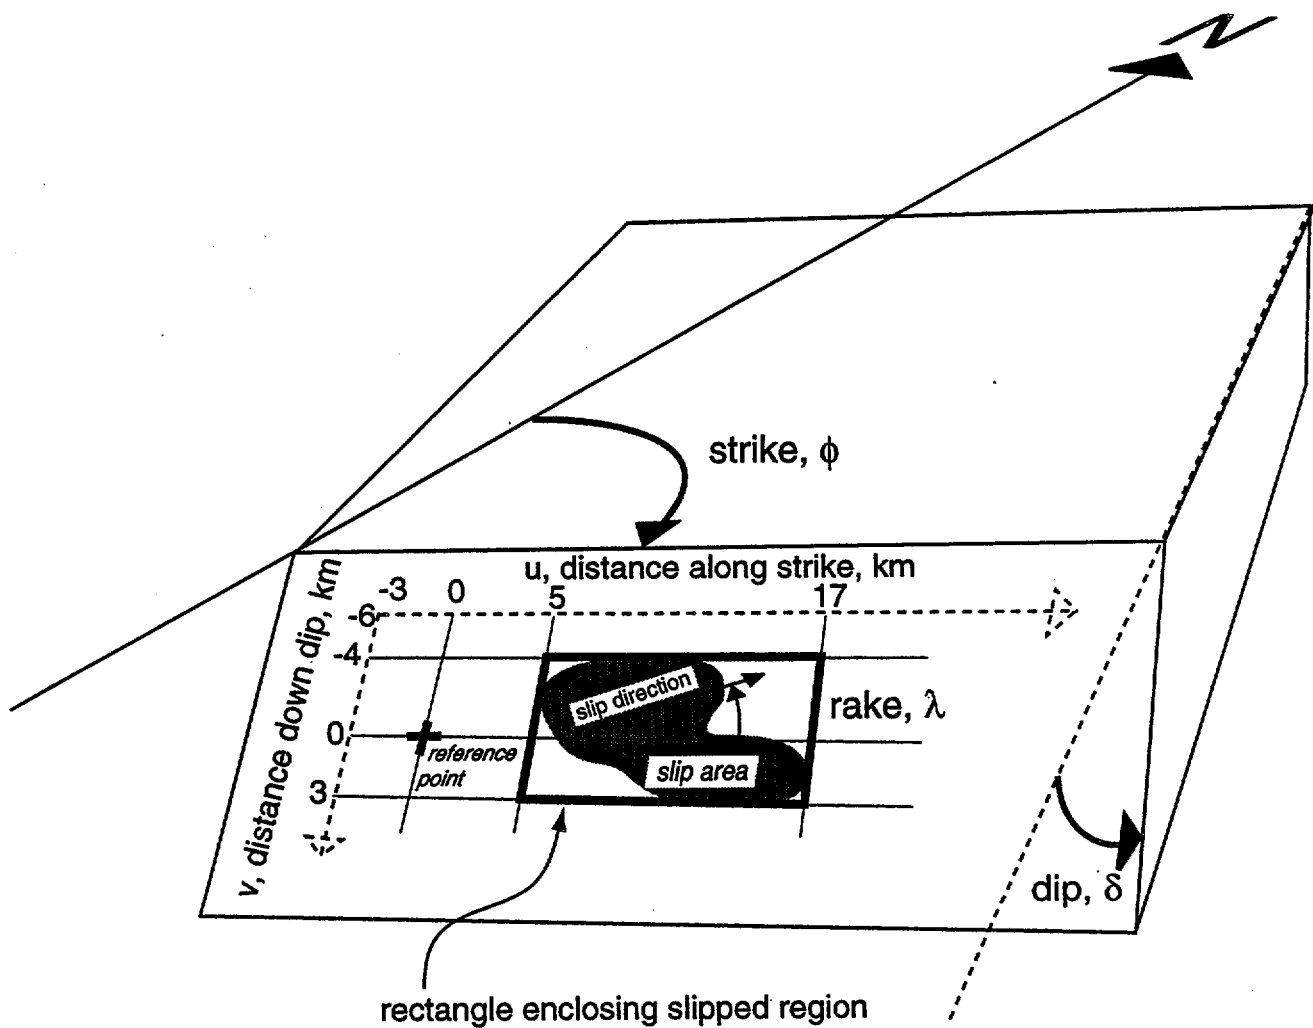 N
strike, φ
u, distance along strike, km
-3
0
5
17
-6
-4
0
3
v, distance down dip, km
slip direction
rake, λ
reference
point
slip area
dip, δ
rectangle enclosing slipped region